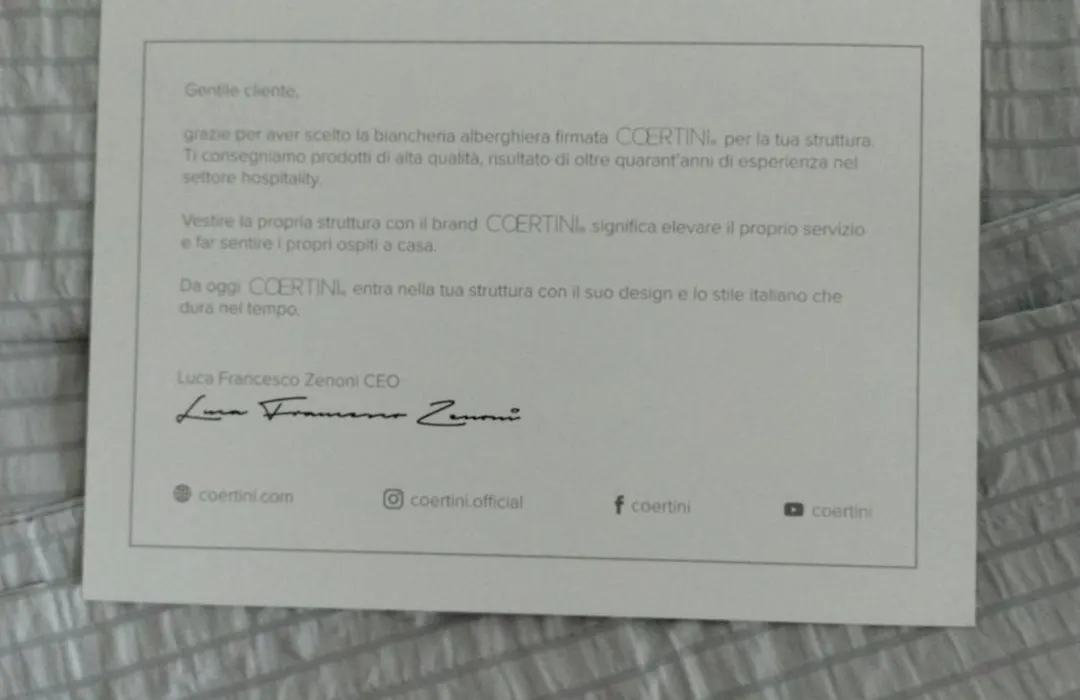 Gentile cliente,
grazie per aver scelto la biancheria alberghiera firmata COERTINI® per la tua struttura.
Ti consegniamo prodotti di alta qualità, risultato di oltre quarant'anni di esperienza nel
settore hospitality.
Vestire la propria struttura con il brand COERTINI® significa elevare il proprio servizio
e far sentire i propri ospiti a casa.
Da oggi COERTINI® entra nella tua struttura con il suo design e lo stile italiano che
dura nel tempo.
Luca Francesco Zenoni CEO
Luca Francesco Zenoni
coertini.com coertini.official coertini coertini